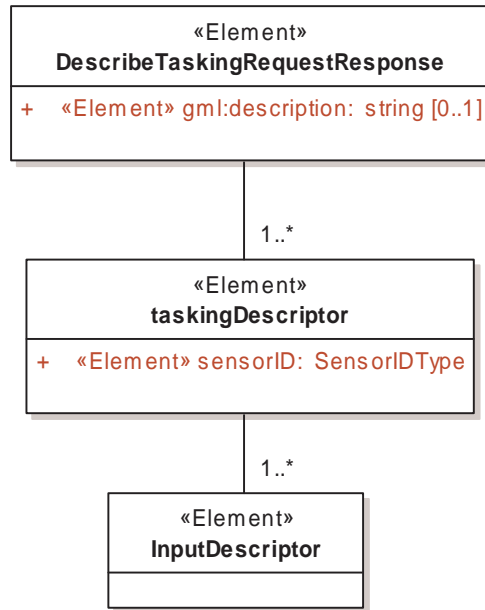 «Element»
DescribeTaskingRequestResponse
+ «Element» gml:description: string [0..1]
1..*
«Element»
taskingDescriptor
+ «Element» sensorID: SensorIDType
1..*
«Element»
InputDescriptor